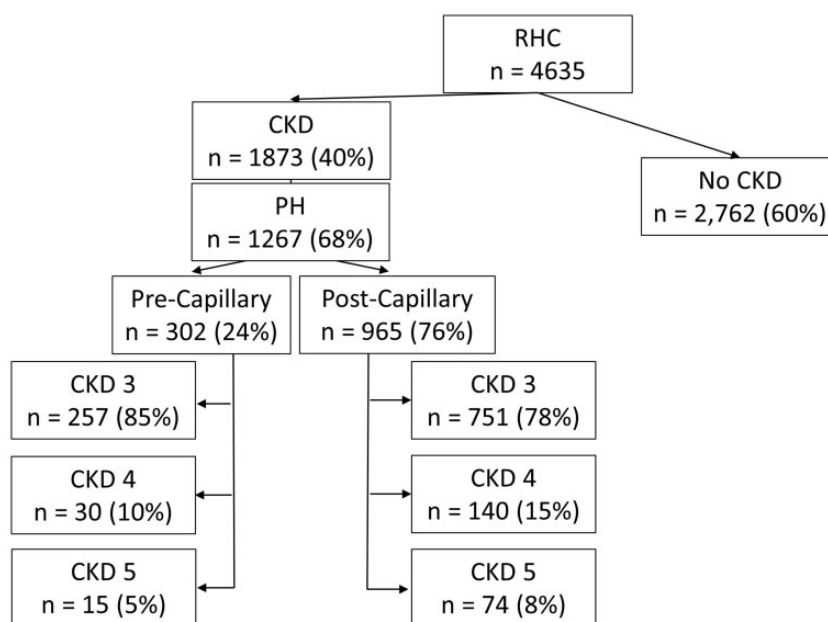 RHC
n = 4635
CKD
n = 1873 (40%)
No CKD
n = 2,762 (60%)
PH
n = 1267 (68%)
Pre-Capillary
n = 302 (24%)
Post-Capillary
n = 965 (76%)
CKD 3
n = 257 (85%)
CKD 3
n = 751 (78%)
CKD 4
n = 30 (10%)
CKD 4
n = 140 (15%)
CKD 5
n = 15 (5%)
CKD 5
n = 74 (8%)